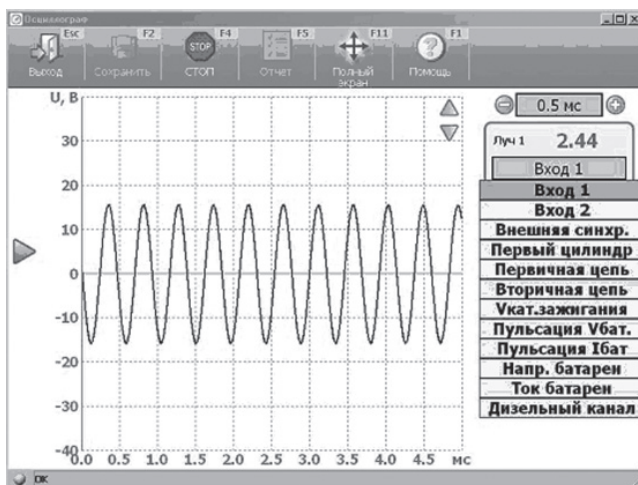 Осциллограф
Esc F2 F4 F5 F11 F1
STOP
Выход Сохранить СТОП Отчет Полный экран Помощь
U, В
30
20
10
0
-10
-20
-30
-40
0.0 0.5 1.0 1.5 2.0 2.5 3.0 3.5 4.0 4.5 мс
0.5 мс
Луч 1 2.44
Вход 1
Вход 1
Вход 2
Внешняя синхр.
Первый цилиндр
Первичная цепь
Вторичная цепь
Vкат.зажигания
Пульсация Vбат.
Пульсация Iбат
Напр. батареи
Ток батареи
Дизельный канал
ок